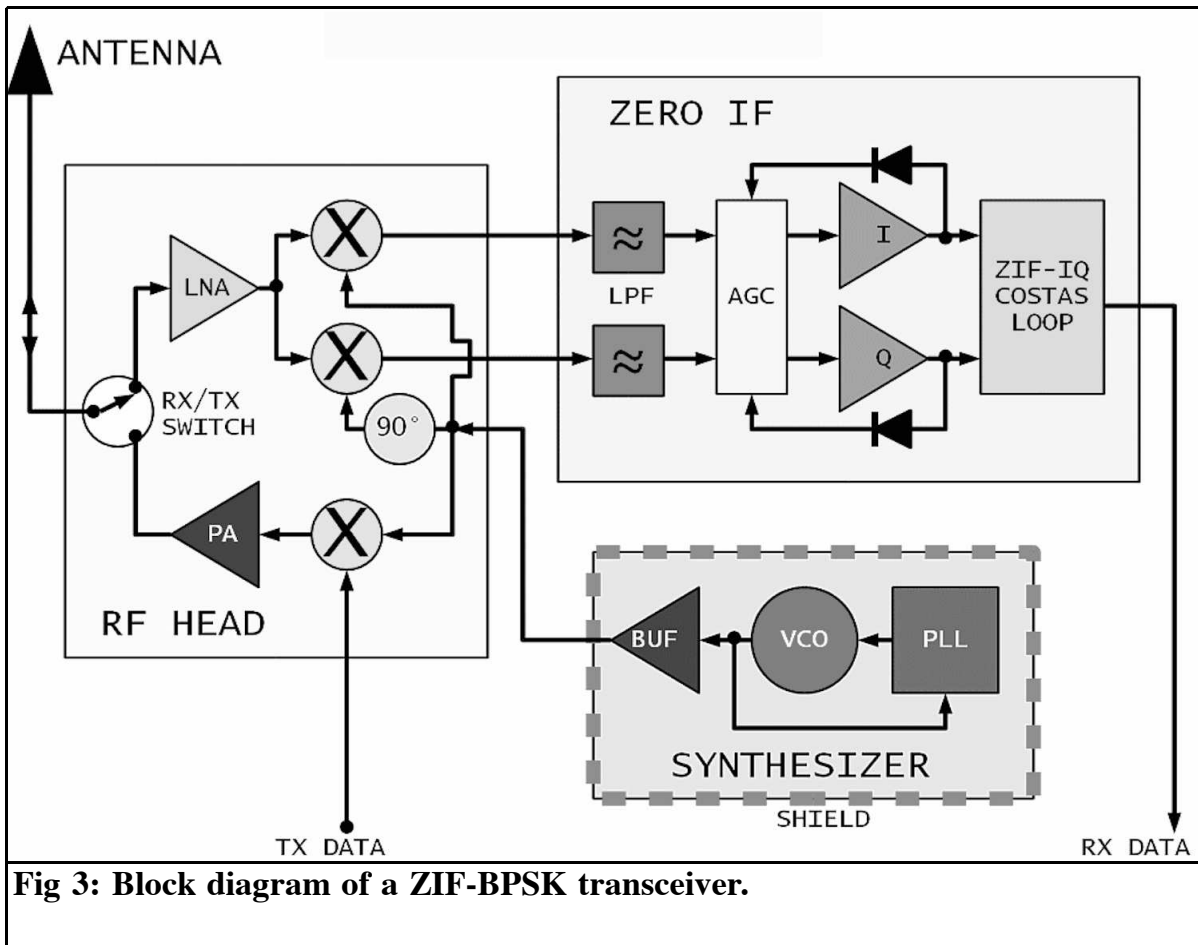 ANTENNA
ZERO IF
LNA
X
X
≈
LPF
≈
AGC
I
Q
ZIF-IQ
COSTAS
LOOP
RX/TX
SWITCH
90°
PA
X
RF HEAD
BUF
VCO
PLL
SYNTHESIZER
SHIELD
TX DATA
RX DATA
Fig 3: Block diagram of a ZIF-BPSK transceiver.